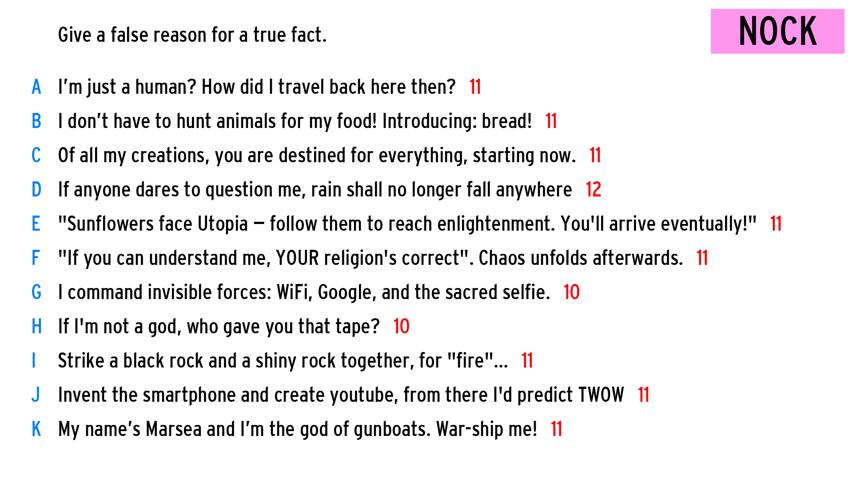 NOCK
Give a false reason for a true fact.
A I’m just a human? How did I travel back here then? 11
B I don’t have to hunt animals for my food! Introducing: bread! 11
C Of all my creations, you are destined for everything, starting now. 11
D If anyone dares to question me, rain shall no longer fall anywhere 12
E "Sunflowers face Utopia – follow them to reach enlightenment. You'll arrive eventually!" 11
F "If you can understand me, YOUR religion's correct". Chaos unfolds afterwards. 11
G I command invisible forces: WiFi, Google, and the sacred selfie. 10
H If I'm not a god, who gave you that tape? 10
I Strike a black rock and a shiny rock together, for "fire"... 11
J Invent the smartphone and create youtube, from there I'd predict TWOW 11
K My name’s Marsea and I’m the god of gunboats. War-ship me! 11